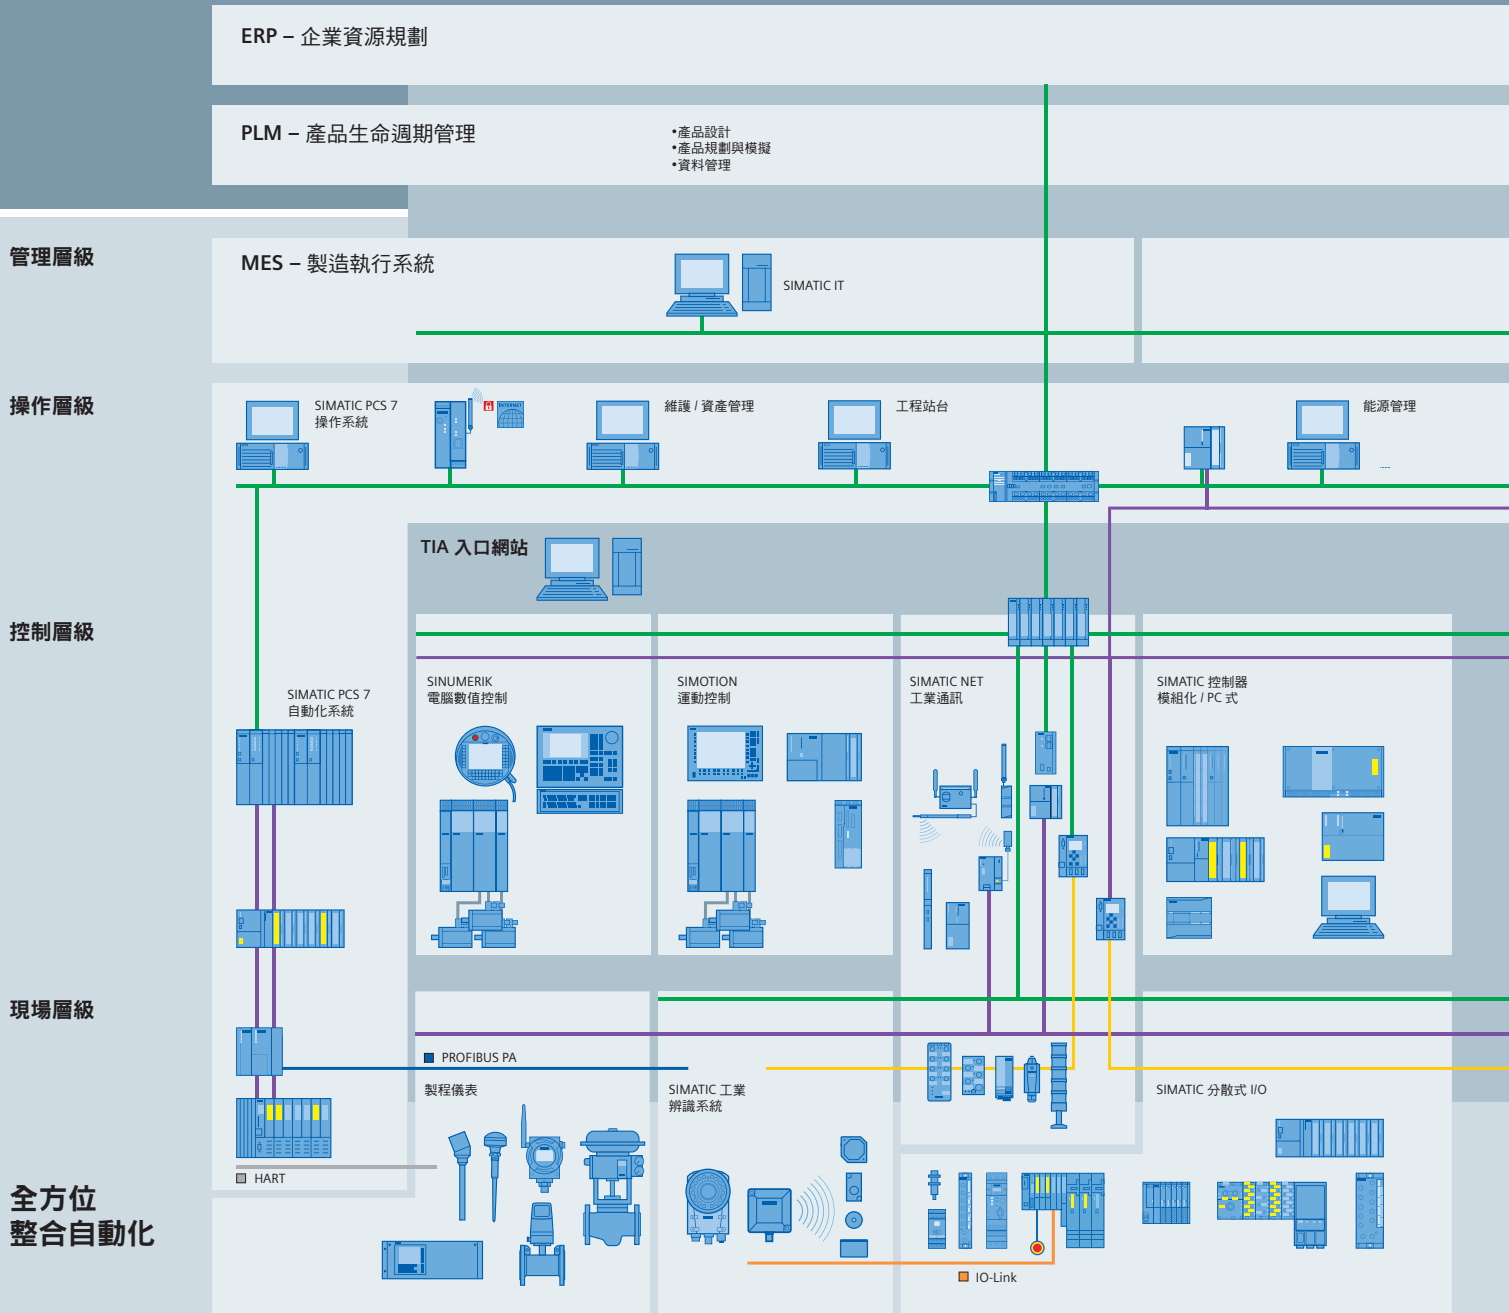 ERP – 企業資源規劃
PLM – 產品生命週期管理
•產品設計
•產品規劃與模擬
•資料管理
管理層級
MES – 製造執行系統
SIMATIC IT
操作層級
SIMATIC PCS 7
操作系統
INTERNET
維護 / 資產管理
工程站台
能源管理
TIA 入口網站
控制層級
SIMATIC PCS 7
自動化系統
SINUMERIK
電腦數值控制
SIMOTION
運動控制
SIMATIC NET
工業通訊
SIMATIC 控制器
模組化 / PC 式
現場層級
PROFIBUS PA
製程儀表
SIMATIC 工業
辨識系統
SIMATIC 分散式 I/O
HART
全方位
整合自動化
IO-Link